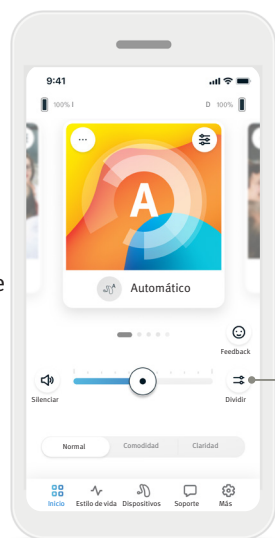 9:41
100% I
D 100%
...
A
Automático
e
Feedback
Silenciar
Dividir
Normal Comodidad Claridad
Inicio Estilo de vida Dispositivos Soporte Más